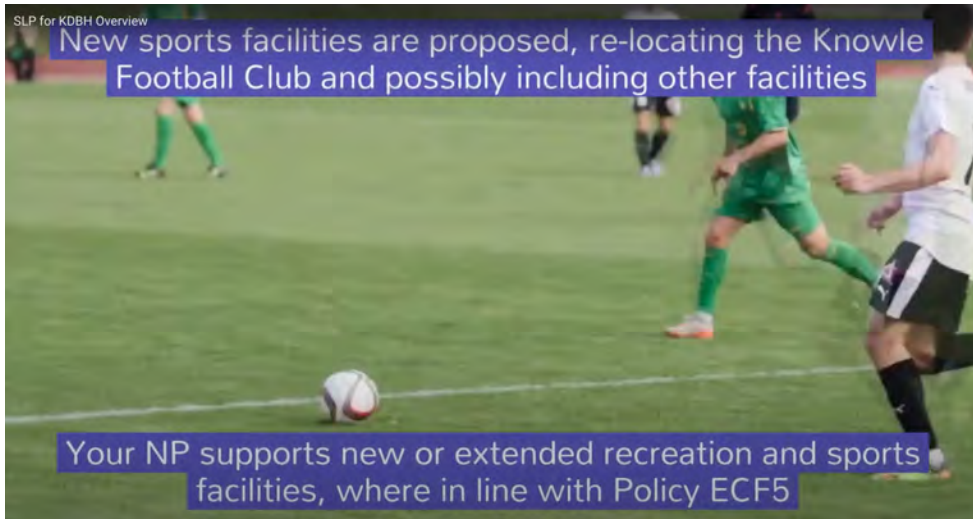 SLP for KDBH Overview
New sports facilities are proposed, re-locating the Knowle
Football Club and possibly including other facilities
Your NP supports new or extended recreation and sports
facilities, where in line with Policy ECF5